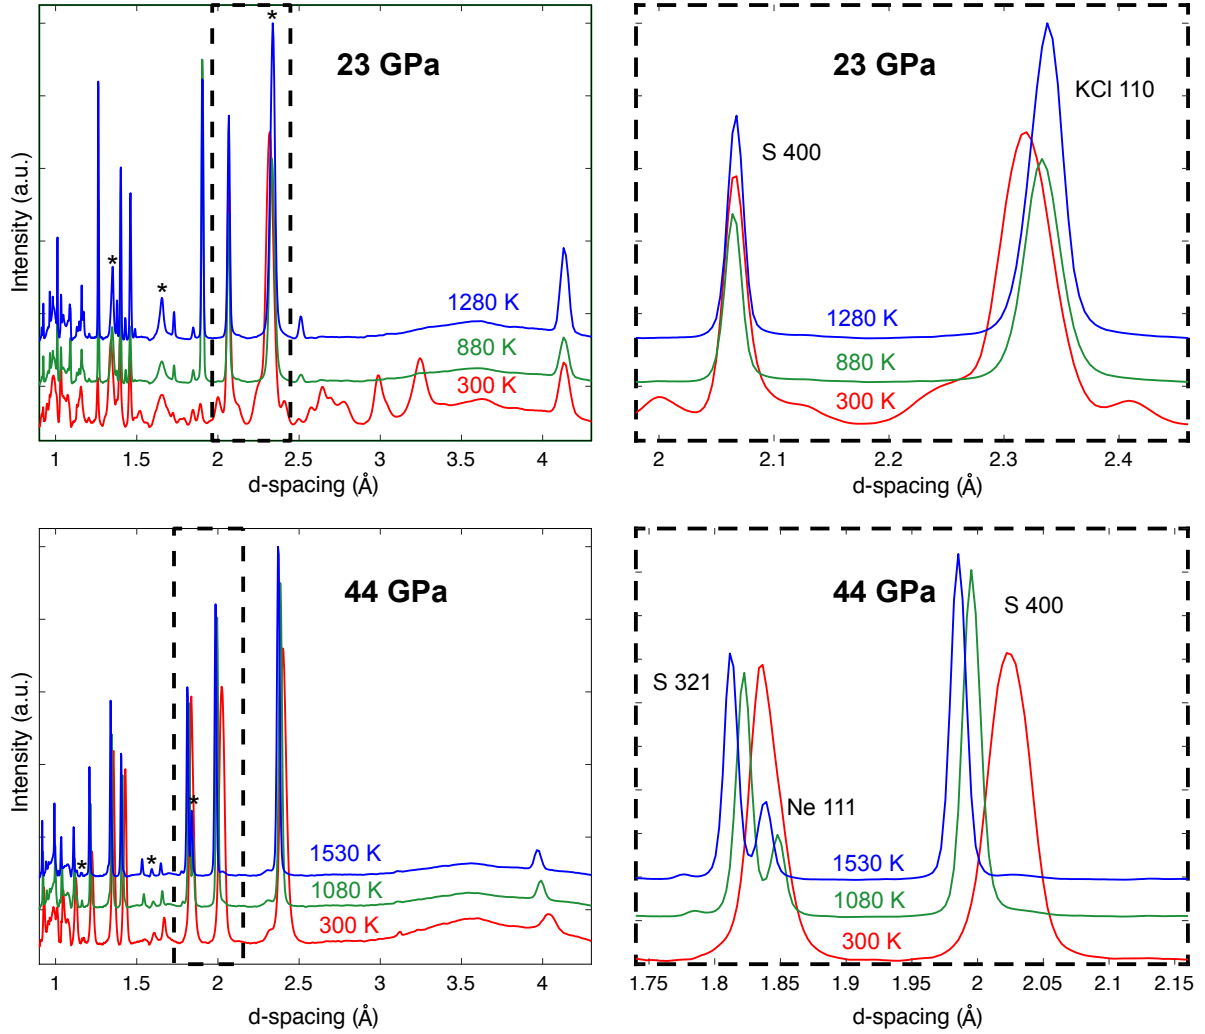 *
23 GPa
Intensity (a.u.)
*
*
1280 K
880 K
300 K
1
1.5
2
2.5
3
3.5
4
d-spacing (Å)
23 GPa
KCl 110
S 400
1280 K
880 K
300 K
2
2.1
2.2
2.3
2.4
d-spacing (Å)
44 GPa
Intensity (a.u.)
*
*
*
1530 K
1080 K
300 K
1
1.5
2
2.5
3
3.5
4
d-spacing (Å)
44 GPa
S 400
S 321
Ne 111
1530 K
1080 K
300 K
1.75
1.8
1.85
1.9
1.95
2
2.05
2.1
2.15
d-spacing (Å)